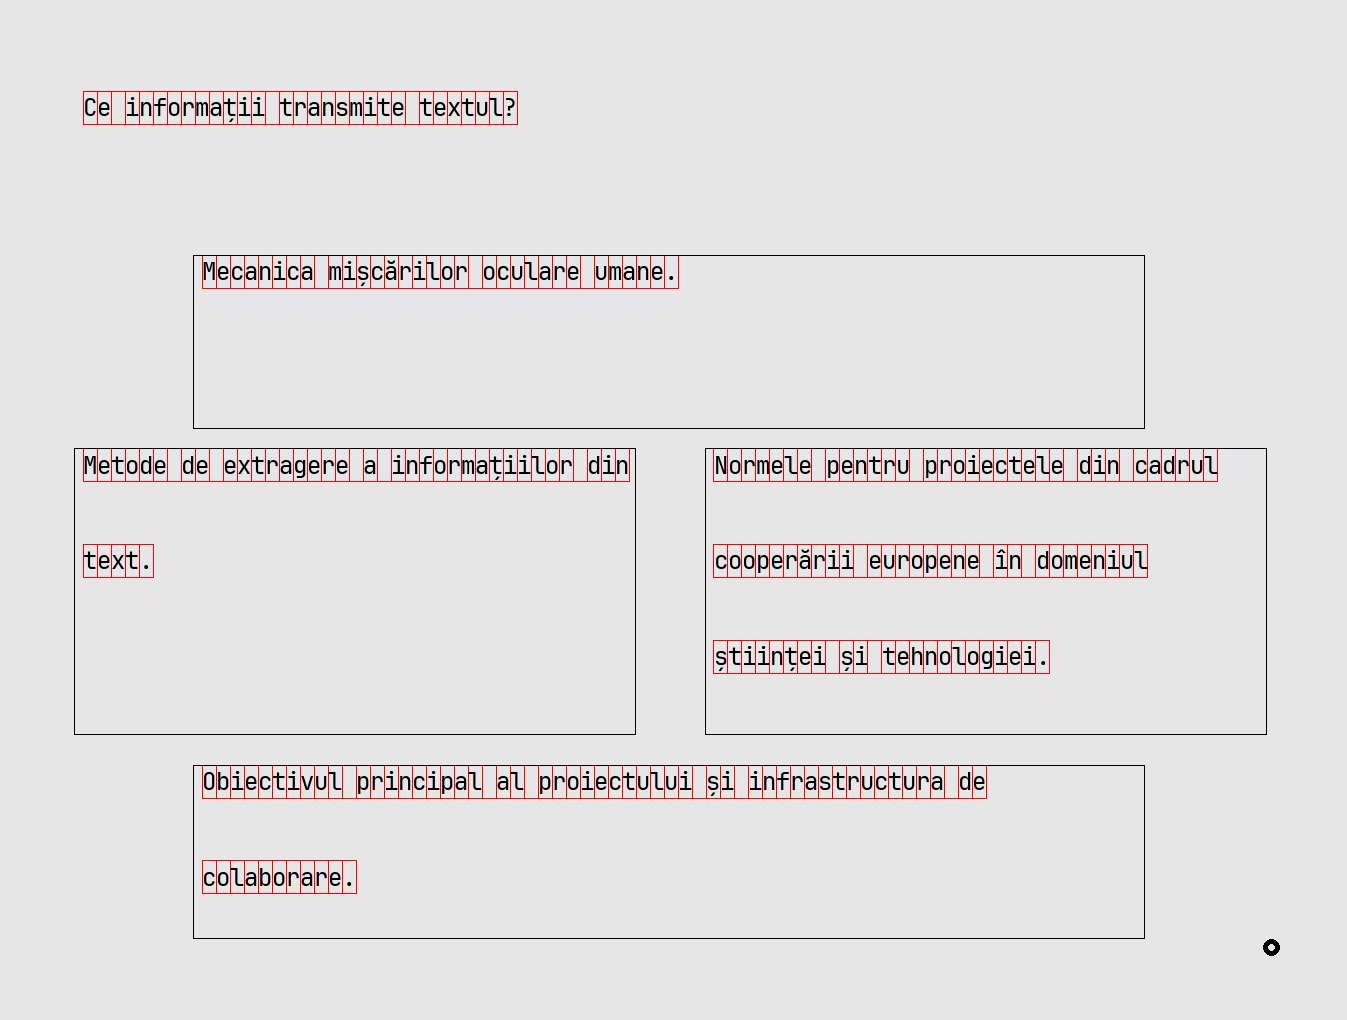 Ce informații transmite textul?
Mecanica mișcărilor oculare umane.
Metode de extragere a informațiilor din
text.
Normele pentru proiectele din cadrul
cooperării europene în domeniul
științei și tehnologiei.
Obiectivul principal al proiectului și infrastructura de
colaborare.